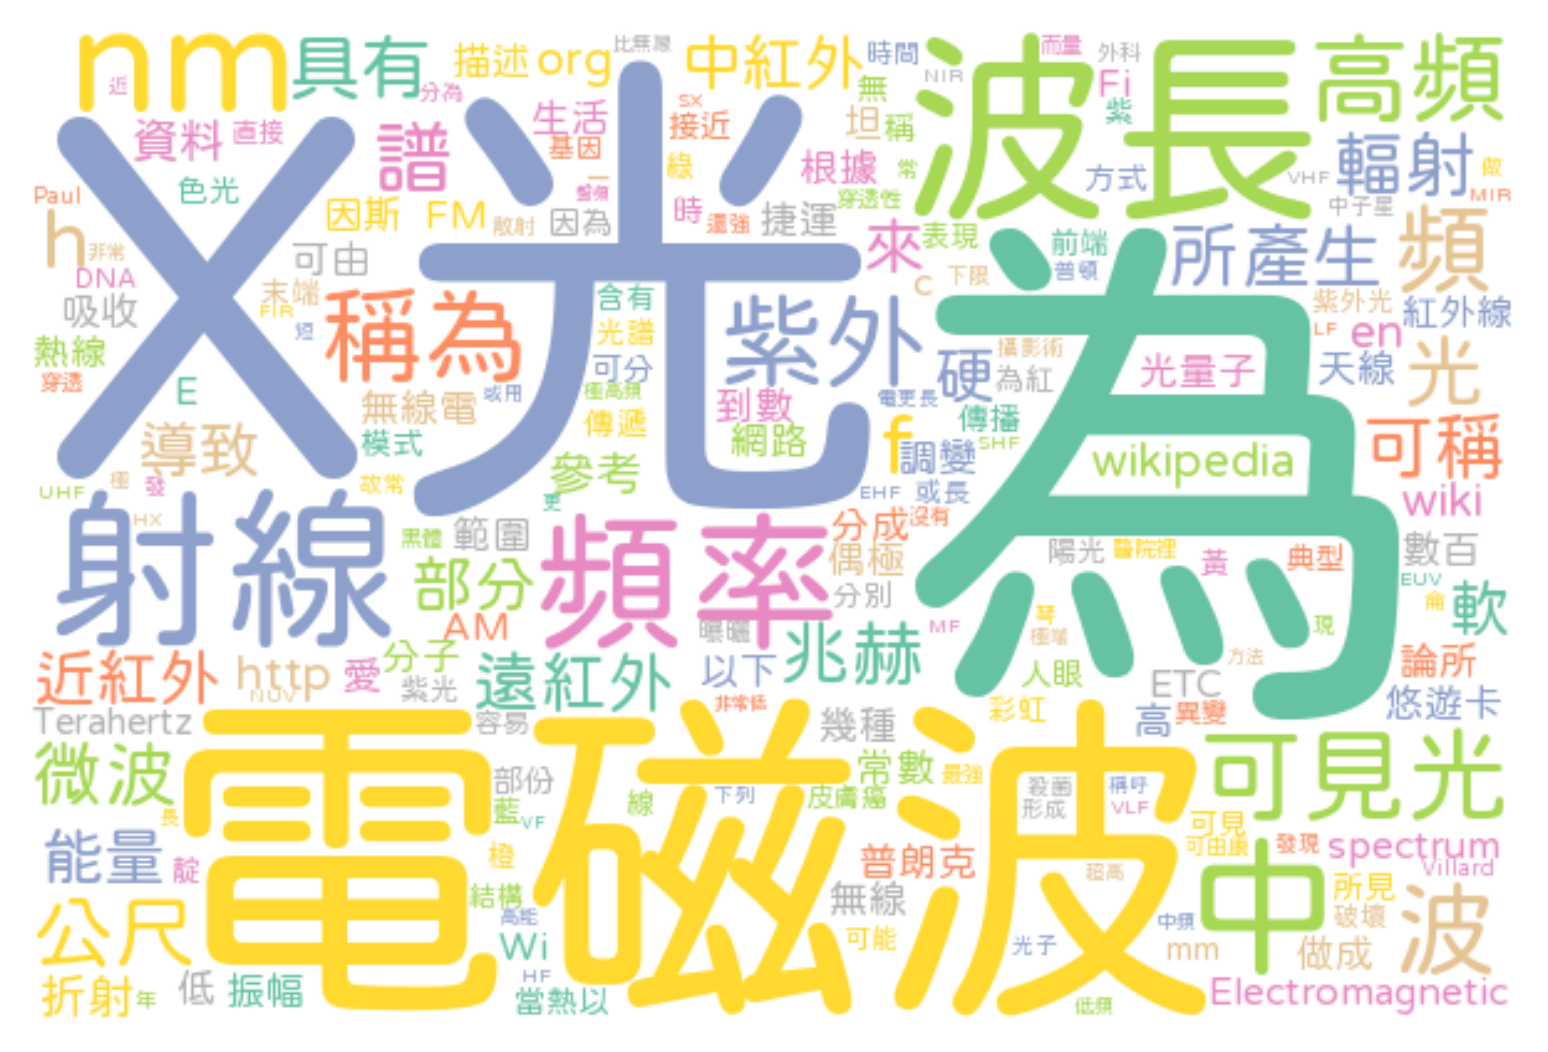 nm
具有
描述
org
比無線
中紅外
時間
而量
外科
波長
高頻
近
分為
生活
SX
接近
無
NIR
Fi
紫
資料
直接
譜
基因
綠
坦
稱
根據
常
方式
VHF
輻射
做
MIR
Paul
色光
因斯
FM
散射
因為
時
還強
捷運
穿透性
中子星
h
非常
X光
來
表現
前端
所產生
頻
DNA
可由
c
下限
普頓
吸收
末端
FIR
短
稱為
含有
光譜
紫外
為
紫外光
紅外線
LF
en
熱線
穿透
可分
硬
攝影術
為紅
光量子
天線
光
E
無線電
或用
極高頻
到數
電更長
傳播
導致
模式
傳遞
網路
f
調變
SHF
wikipedia
可稱
UHF
極
發
故常
更
參考
EHF
或長
wiki
射線
HX
黑體
範圍
頻率
分成
沒有
偶極
陽光
醫院裡
黃
典型
數百
部分
分別
EUV
侖
軟
AM
曝曬
MF
琴
極端
現
近紅外
http
NUV
愛
分子
紫光
遠紅外
以下
兆赫
人眼
方法
論所
ETC
Terahertz
容易
非常低
幾種
彩虹
高
異變
悠遊卡
微波
電磁波
部份
藍
VF
線
下列
常數
最強
皮膚癌
殺菌
形成
稱呼
VLF
可見光
長
可見
可由康
能量
靛
橙
普朗克
超高
中
發現
spectrum
Villard
結構
高能
無線
所見
破壞
波
公尺
Wi
可能
光子
中頻
mm
做成
折射
年
低
振幅
HF
當熱以
低頻
Electromagnetic